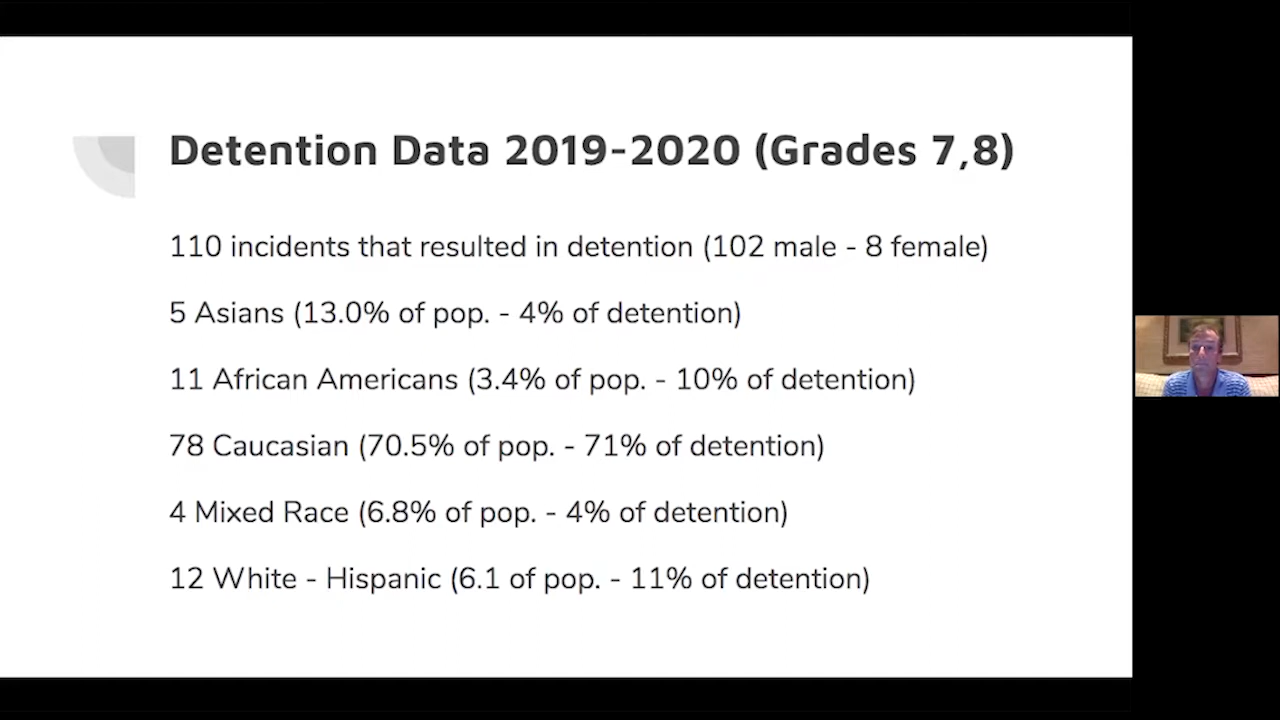 Detention Data 2019-2020 (Grades 7,8)
110 incidents that resulted in detention (102 male - 8 female)
5 Asians (13.0% of pop. - 4% of detention)
11 African Americans (3.4% of pop. - 10% of detention)
78 Caucasian (70.5% of pop. - 71% of detention)
4 Mixed Race (6.8% of pop. - 4% of detention)
12 White - Hispanic (6.1 of pop. - 11% of detention)